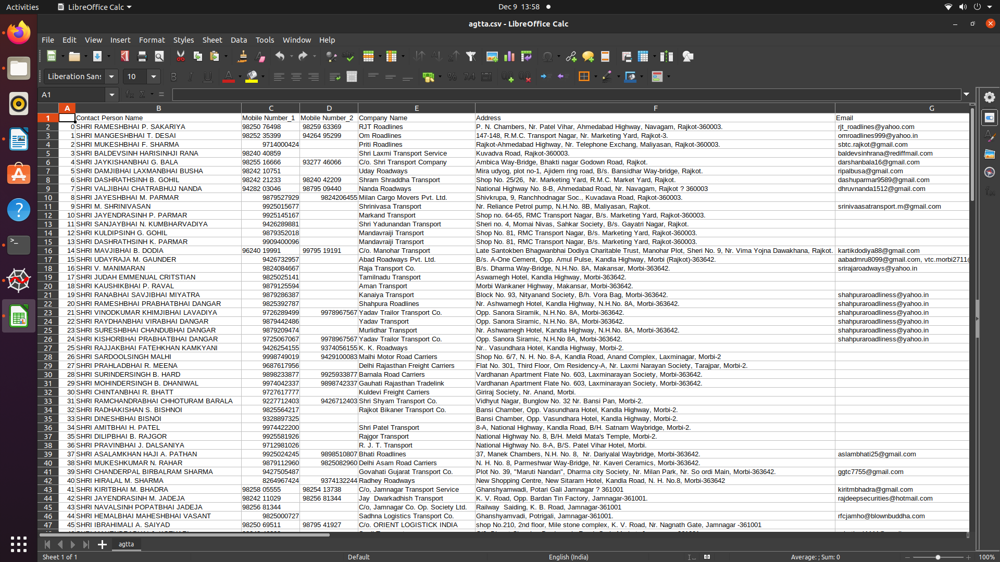 Activities LibreOffice Calc Dec 9 13:58
agtta.csv - LibreOffice Calc
File Edit View Insert Format Styles Sheet Data Tools Window Help
Liberation Sans 10
A1
A B C D E F G
1 Contact Person Name Mobile Number_1 Mobile Number_2 Company Name Address Email
2 0 SHRI RAMESHBHAI P. SAKARIYA 98250 76498 98259 63369 RJT Roadlines P. N. Chambers, Nr. Patel Vihar, Ahmedabad Highway, Navagam, Rajkot-360003. rjt_roadlines@yahoo.com
3 1 SHRI MANGESHBHAI T. DESAI 98252 35399 94264 95299 Om Roadlines 147-148, R.M.C. Transport Nagar, Nr. Marketing Yard, Rajkot-3. omroadlines999@yahoo.in
4 2 SHRI MUKESHBHAI F. SHARMA 9714000424 Priti Roadlines Rajkot-Ahmedabad Highway, Nr. Telephone Exchang, Maliyasan, Rajkot-360003. sbtc.rajkot@gmail.com
5 3 SHRI BALDEVSINH HARISINHJI RANA 98240 40859 Shri Laxmi Transport Service Kuvadva Road, Rajkot-360003. baldevsinhrana@rediffmail.com
6 4 SHRI JAYKISHANBHAI G. BALA 98255 16666 93277 46066 C/o. Shri Transport Company Ambica Way-Bridge, Bhakti nagar Godown Road, Rajkot. darshanbala16@gmail.com
7 5 SHRI DAMJIBHAI LAXMANBHAI BUSHA 98242 10751 Uday Roadways Mira udyog, plot no-1, Ajidem ring road, B/s. Bansidhar Way-bridge, Rajkot. ripalbusa@gmail.com
8 6 SHRI DASHRATHSINH B. GOHIL 98242 21233 98240 42209 Shram Shraddha Transport Shop No. 25/26, Nr. Marketing Yard, R.M.C. Market Yard, Rajkot. dashuparmar9589@gmail.com
9 7 SHRI VALJIBHAI CHATRABHUJ NANDA 94282 03046 98795 09440 Nanda Roadways National Highway No. 8-B, Ahmedabad Road, Nr. Navagam, Rajkot ? 360003 dhruvnanda1512@gmail.com
10 8 SHRI JAYESHBHAI M. PARMAR 9879527929 9824206455 Milan Cargo Movers Pvt. Ltd. Shivkrupa, 9, Ranchhodnagar Soc., Kuvadava Road, Rajkot-360003.
11 9 SHRI M. SHRINIVASAN 9925015677 Shrinivasa Transport Nr. Reliance Petrol pump, N.H.No. 8B, Maliyasan, Rajkot. srinivaasatransport.m@gmail.com
12 10 SHRI JAYENDRASINH P. PARMAR 9925145167 Markand Transport Shop no. 64-65, RMC Transport Nagar, B/s. Marketing Yard, Rajkot-360003.
13 11 SHRI SANJAYBHAI N. KUMBHARVADIYA 9426289881 Shri Yadunandan Transport Sheri no. 4, Momai Nivas, Sahkar Society, B/s. Gayatri Nagar, Rajkot.
14 12 SHRI KULDIPSINH G. GOHIL 9879352018 Mandavraiji Transport Shop No. 81, RMC Transport Nagar, B/s. Marketing Yard, Rajkot-360003.
15 13 SHRI DASHRATHSINH K. PARMAR 9909400096 Mandavraiji Transport Shop No. 81, RMC Transport Nagar, B/s. Marketing Yard, Rajkot-360003.
16 14 SHRI MAVJIBHAI B. DODIA 96240 19991 99795 19191 C/o. Manohar Transport Late Santokben Bhagwanbhai Dodiya Charitable Trust, Manohar Plot, Sheri No. 9, Nr. Vima Yojna Dawakhana, Rajkot. kartikdodiya88@gmail.com
17 15 SHRI UDAYRAJA M. GAUNDER 9426732957 Abad Roadways Pvt. Ltd. B/s. A-One Cement, Opp. Amul Pulse, Kandla Highway, Morbi (Rajkot)-363642. aabadmru8099@gmail.com, vtc.morbi2711@
18 16 SHRI V. MANIMARAN 9824084667 Raja Transport Co. B/s. Dharma Way-Bridge, N.H.No. 8A, Makansar, Morbi-363642. srirajaroadways@yahoo.in
19 17 SHRI JUDAH EMMENUAL CRITSTIAN 9825025141 Tamilnadu Transport Aswamegh Hotel, Kandla Highway, Morbi-363642.
20 18 SHRI KAUSHIKBHAI P. RAVAL 9879125594 Aman Transport Morbi Wankaner Highway, Makansar, Morbi-363642.
21 19 SHRI RANABHAI SAVJIBHAI MIYATRA 9879286387 Kanaiya Transport Block No. 93, Nityanand Society, B/h. Vora Bag, Morbi-363642. shahpuraroadliness@yahoo.in
22 20 SHRI RAMESHBHAI PRABHATBHAI DANGAR 9825392787 Shahpura Roadlines Nr. Ashwamegh Hotel, Kandla Highway, N.H.No. 8A, Morbi-363642. shahpuraroadliness@yahoo.in
23 21 SHRI VINODKUMAR KHIMJIBHAI LAVADIYA 9726289499 9978967567 Yadav Trailor Transport Co. Opp. Sanora Siramik, N.H.No. 8A, Morbi-363642. shahpuraroadliness@yahoo.in
24 22 SHRI RAYDHANBHAI VIRABHAI DANGAR 9879442486 Yadav Transport Opp. Sanora Siramic, N.H.No. 8A, Morbi-363642. shahpuraroadliness@yahoo.in
25 23 SHRI SURESHBHAI CHANDUBHAI DANGAR 9879209474 Murlidhar Transport Nr. Ashwamegh Hotel, Kandla Highway, N.H.No. 8A, Morbi-363642. shahpuraroadliness@yahoo.in
26 24 SHRI KISHORBHAI PRABHATBHAI DANGAR 9725067067 9978967567 Yadav Trailor Transport Co. Opp. Sanora Siramic, N.H.No 8A, Morbi-363642. shahpuraroadliness@yahoo.in
27 25 SHRI RAJJAKBHAI FATEHKHAN KAMKYANI 9426254155 9374056155 K. K. Roadways Nr.. Vasundhara Hotel, Kandla Highway, Morbi-2.
28 26 SHRI SARDOOLSINGH MALHI 9998749019 9429100083 Malhi Motor Road Carriers Shop No. 6/7, N. H. No. 8-A, Kandla Road, Anand Complex, Laxminagar, Morbi-2
29 27 SHRI PRAHLADBHAI R. MEENA 9687617956 Delhi Rajasthan Freight Carriers Flat No. 301, Third Floor, Om Residency-A, Nr. Laxmi Narayan Society, Tarajpar, Morbi-2.
30 28 SHRI SURINDERSINGH B. HARD 9898233877 9925933877 Barnala Road Carriers Vardhanan Apartment Flate No. 603, Laxminarayan Society, Morbi-363642.
31 29 SHRI MOHINDERSINGH B. DHANIWAL 9974042337 9898742337 Gauhati Rajasthan Tradelink Vardhanan Apartment Flate No. 603, Laxminarayan Society, Morbi-363642.
32 30 SHRI CHINTANBHAI R. BHATT 9727617777 Kuldevi Freight Carriers Giriraj Society, Nr. Anand, Morbi.
33 31 SHRI RAMCHANDRABHAI CHHOTURAM BARALA 9227712403 9426712403 Shri Shyam Transport Co. Vidhyut Nagar, Bunglow No. 32 Nr. Bansi Pan, Morbi-2.
34 32 SHRI RADHAKISHAN S. BISHNOI 9825564217 Rajkot Bikaner Transport Co. Bansi Chamber, Opp. Vasundhara Hotel, Kandla Highway, Morbi-2.
35 33 SHRI DINESHBHAI BISNOI 9328897325 Bansi Chamber, Opp. Vasundhara Hotel, Kandla Highway, Morbi-2.
36 34 SHRI AMITBHAI H. PATEL 9974422200 Shri Patel Transport 8-A, National Highway, Kandla Road, B/H. Satnam Waybridge, Morbi-2.
37 35 SHRI DILIPBHAI B. RAJGOR 9925581926 Rajgor Transport National Highway No. 8, B/H. Meldi Mata's Temple, Morbi-2.
38 36 SHRI PRAVINBHAI J. DALSANIYA 9712981026 R. J. T. Transport National Highway No. 8-A, B/S. Patel Vihar Hotel, Morbi.
39 37 SHRI ASALAMKHAN HAJI A. PATHAN 9925024245 9898510807 Bhati Roadlines 37, Manek Chambers, N.H. No. 8, Nr. Dariyalal Waybridge, Morbi-363642. aslambhati25@gmail.com
40 38 SHRI MUKESHKUMAR N. RAHAR 9879112960 9825082960 Delhi Asam Road Carriers N. H. No. 8, Parmeshwar Way-Bridge, Nr. Kaveri Ceramics, Morbi-363642.
41 39 SHRI CHANDERPAL BIRBALRAM SHARMA 9427505487 Govahati Gujarat Transport Co. Plot No. 39, "Maruti Nandan", Dharma city Society, Nr. Milan Park, Nr. So ordi Main, Morbi-363642. ggtc7755@gmail.com
42 40 SHRI HIRALAL M. SHARMA 8264967424 9374132244 Radhey Roadways New Shopping Centre, New Sitaram Hotel, Kandla Road, N. H. No.8, Morbi-363642
43 41 SHRI KIRITBHAI M. BHADRA 98258 05555 98254 13738 C/o, Jamnagar Transport Service Ghanshyamwadi, Potari Gali Jamnagar ? 361001 kiritmbhadra@gmail.com
44 42 SHRI JAYENDRASINH M. JADEJA 98242 11029 98256 81344 Jay Dwarkadhish Transport K. V. Road, Opp. Bardan Tin Factory, Jamnagar-361001. rajdeepsecurities@hotmail.com
45 43 SHRI NAVALSINH POPATBHAI JADEJA 98256 81344 C/o, Jamnagar Co. Op. Society Ltd. Railway Saiding, K. B. Road, Jamnagar-361001
46 44 SHRI HEMALBHAI MAHESHBHAI VASANT 9825000727 Sadhna Logistics Transport Co. Ghanshyamvadi, Potrigali, Jamnagar-361001. rfcjamho@blownbuddha.com
47 45 SHRI IBRAHIMALI A. SAIYAD 98250 69511 98795 41927 C/o. ORIENT LOGISTICK INDIA shop No.210, 2nd floor, Mile stone complex, K. V. Road, Nr. Nagnath Gate, Jamnagar -361001
agtta
Sheet 1 of 1 Default English (India) Average: ; Sum: 0 100%